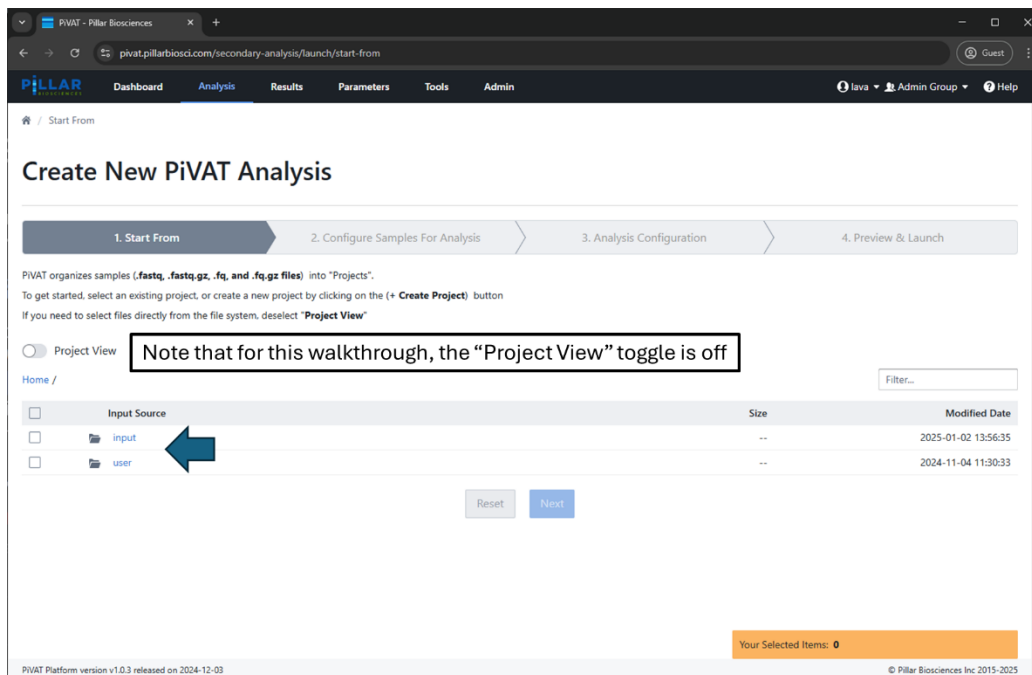 PiVAT - Pillar Biosciences
pivat.pillarbiosci.com/secondary-analysis/launch/start-from
Guest
PiLLAR
BIOSCIENCES
Dashboard Analysis Results Parameters Tools Admin
lava Admin Group Help
/ Start From
Create New PiVAT Analysis
1. Start From 2. Configure Samples For Analysis 3. Analysis Configuration 4. Preview & Launch
PiVAT organizes samples (.fastq, .fastq.gz, .fq, and .fq.gz files) into "Projects".
To get started, select an existing project, or create a new project by clicking on the (+ Create Project) button
If you need to select files directly from the file system, deselect "Project View"
Project View
Note that for this walkthrough, the “Project View” toggle is off
Home /
Filter...
Input Source Size Modified Date
input -- 2025-01-02 13:56:35
user -- 2024-11-04 11:30:33
Reset Next
Your Selected Items: 0
PiVAT Platform version v1.0.3 released on 2024-12-03
© Pillar Biosciences Inc 2015-2025